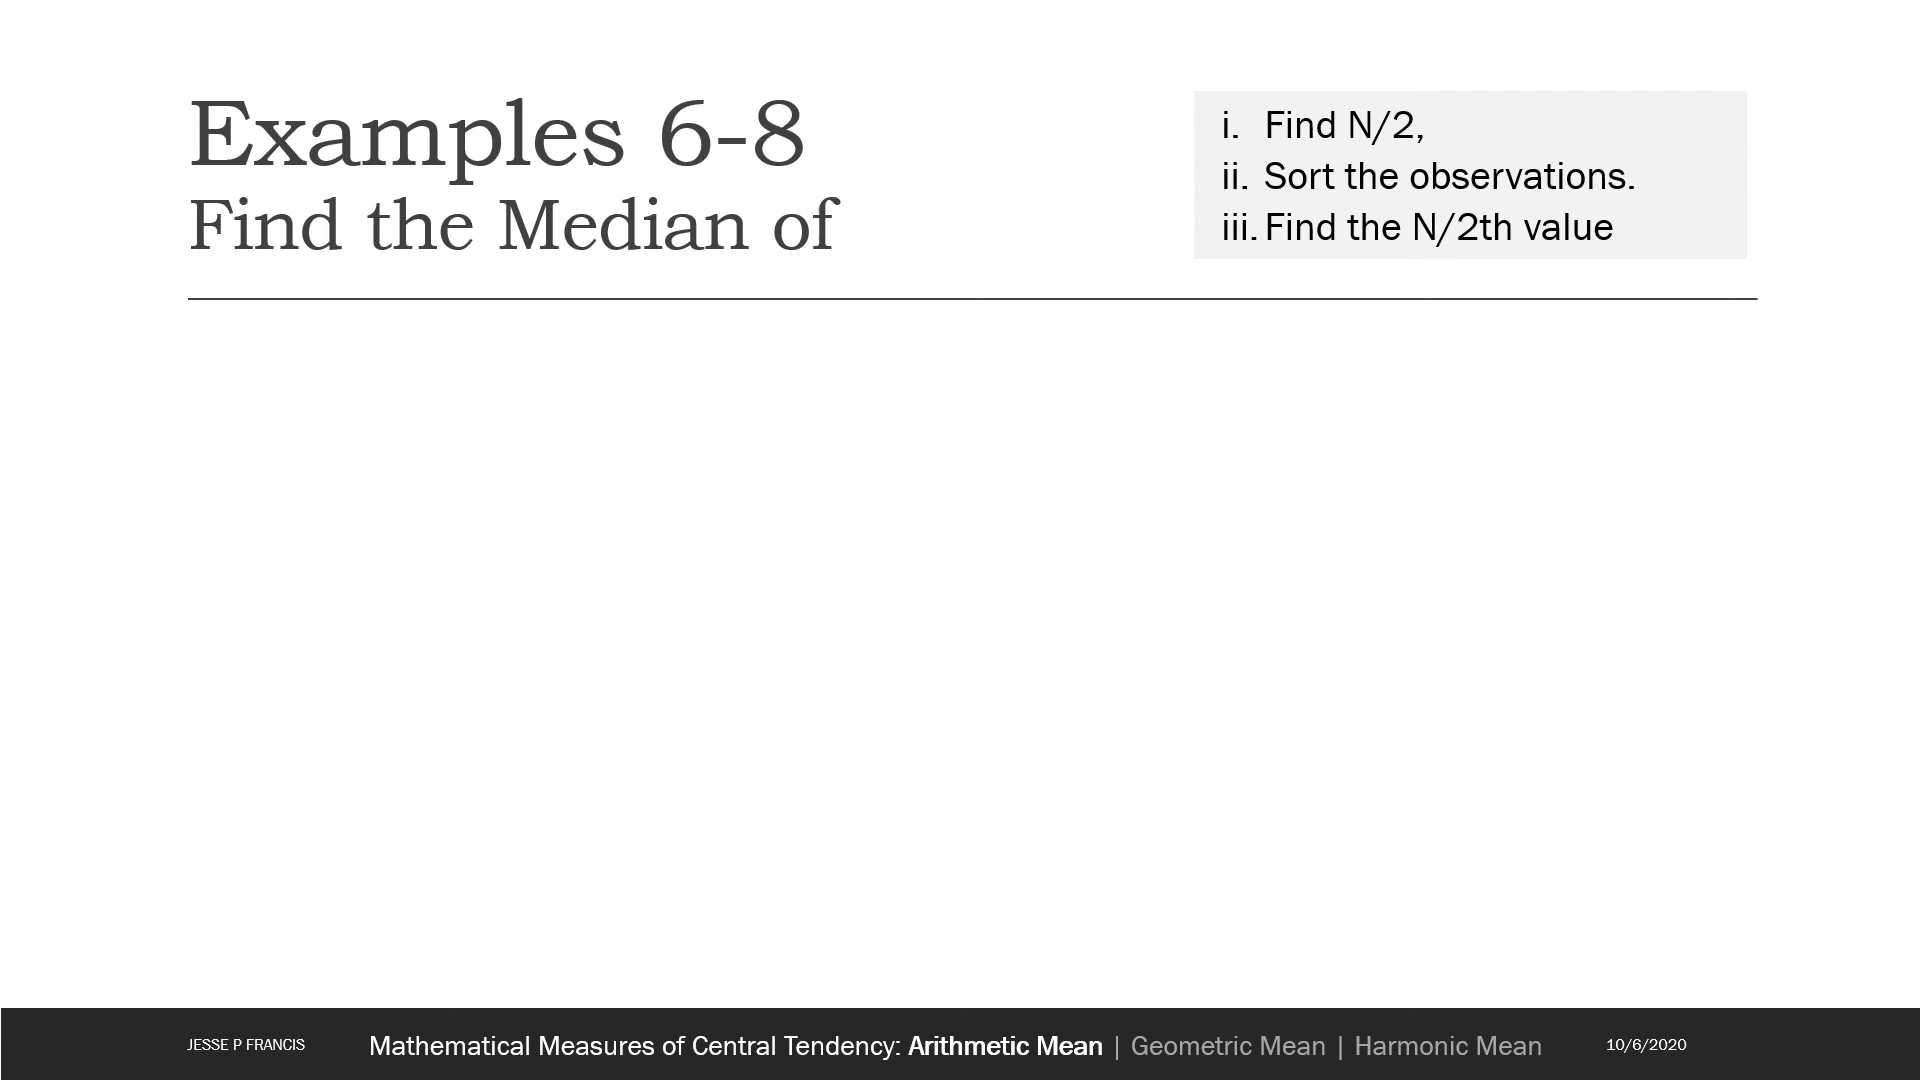 Examples 6-8
Find the Median of
i. Find N/2,
ii. Sort the observations.
iii. Find the N/2th value
JESSE P FRANCIS
Mathematical Measures of Central Tendency: Arithmetic Mean | Geometric Mean | Harmonic Mean
10/6/2020